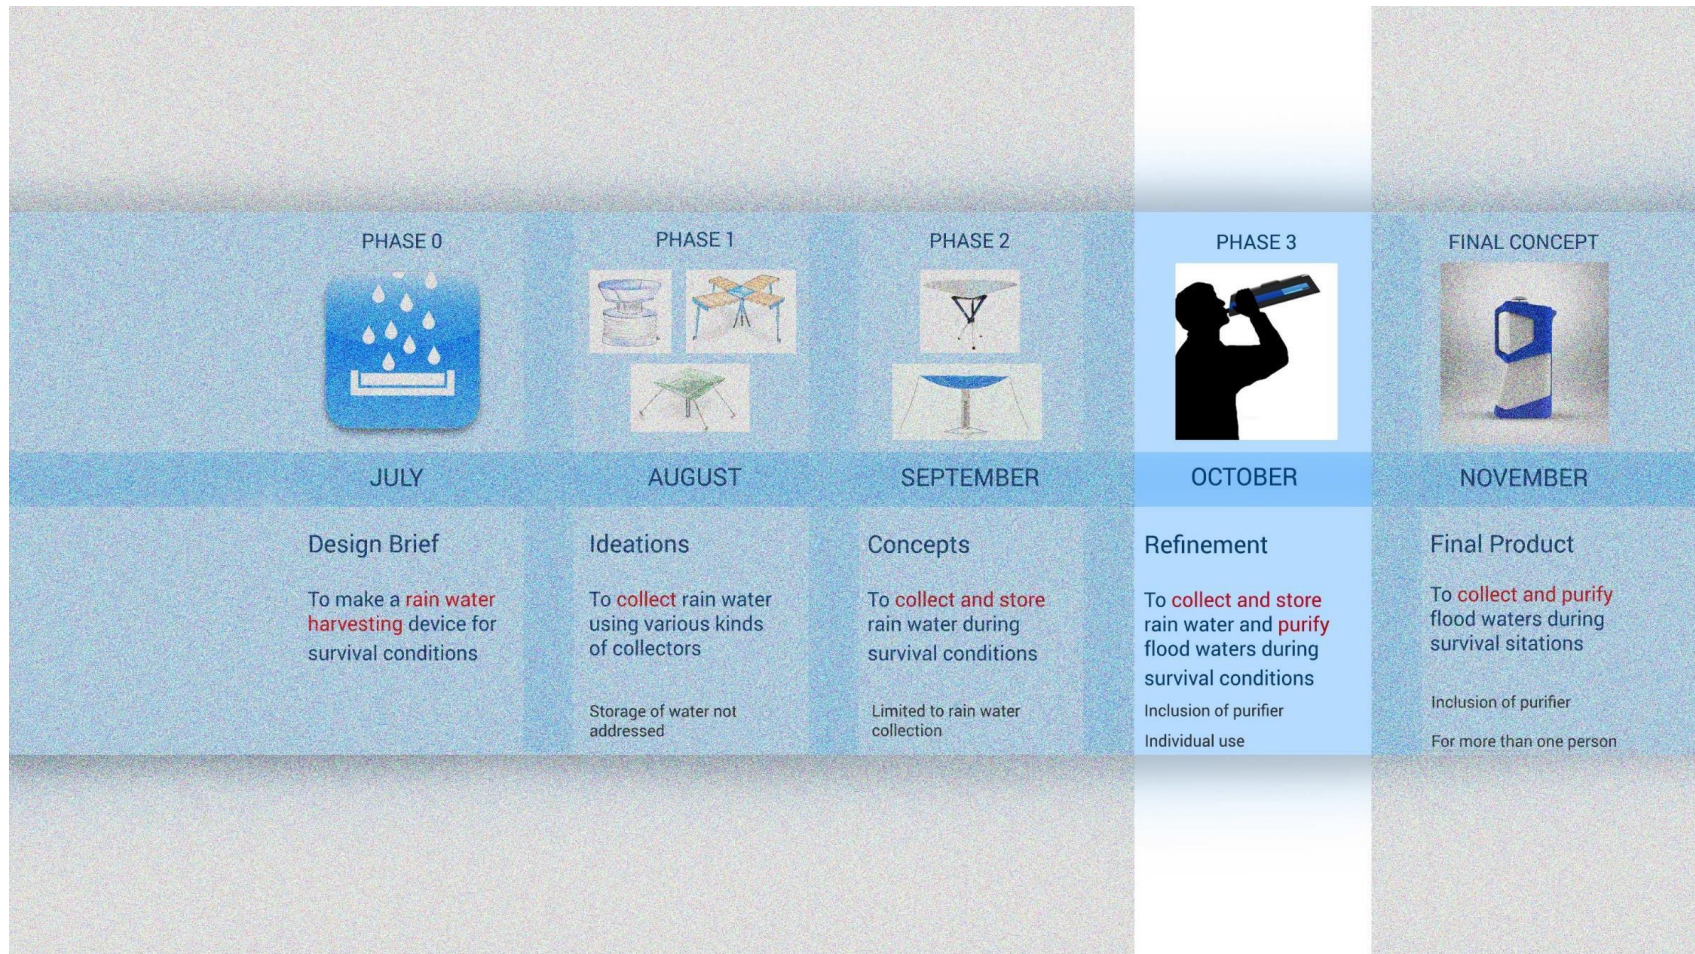 PHASE 0
JULY
Design Brief
To make a rain water
harvesting device for
survival conditions
PHASE 1
AUGUST
Ideations
To collect rain water
using various kinds
of collectors
Storage of water not
addressed
PHASE 2
SEPTEMBER
Concepts
To collect and store
rain water during
survival conditions
Limited to rain water
collection
PHASE 3
OCTOBER
Refinement
To collect and store
rain water and purify
flood waters during
survival conditions
Inclusion of purifier
Individual use
FINAL CONCEPT
NOVEMBER
Final Product
To collect and purify
flood waters during
survival sitations
Inclusion of purifier
For more than one person